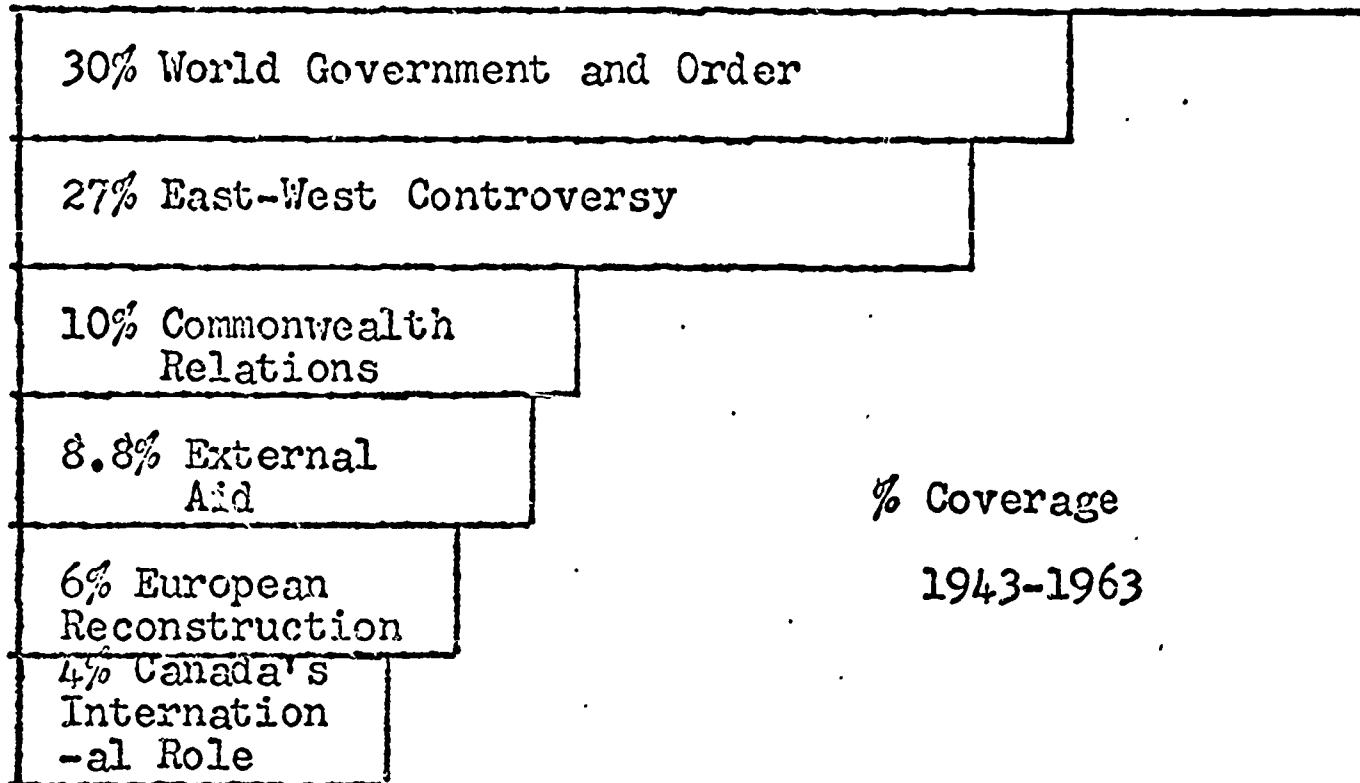 30% World Government and Order
27% East-West Controversy
10% Commonwealth
Relations
8.8% External
Aid
6% European
Reconstruction
4% Canada's
Internation
-al Role
% Coverage
1943-1963